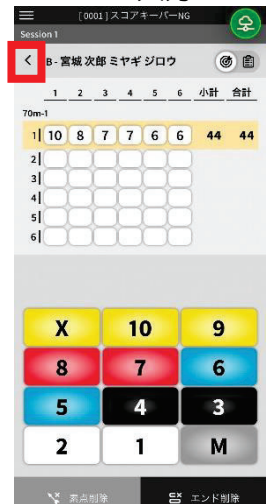 [0001]スコアキーパーNG
Session 1
B - 宮城 次郎 ミヤギ ジロウ
1 2 3 4 5 6 小計 合計
70m-1
1 10 8 7 7 6 6 44 44
2
3
4
5
6
X 10 9
8 7 6
5 4 3
2 1 M
素点削除 エンド削除